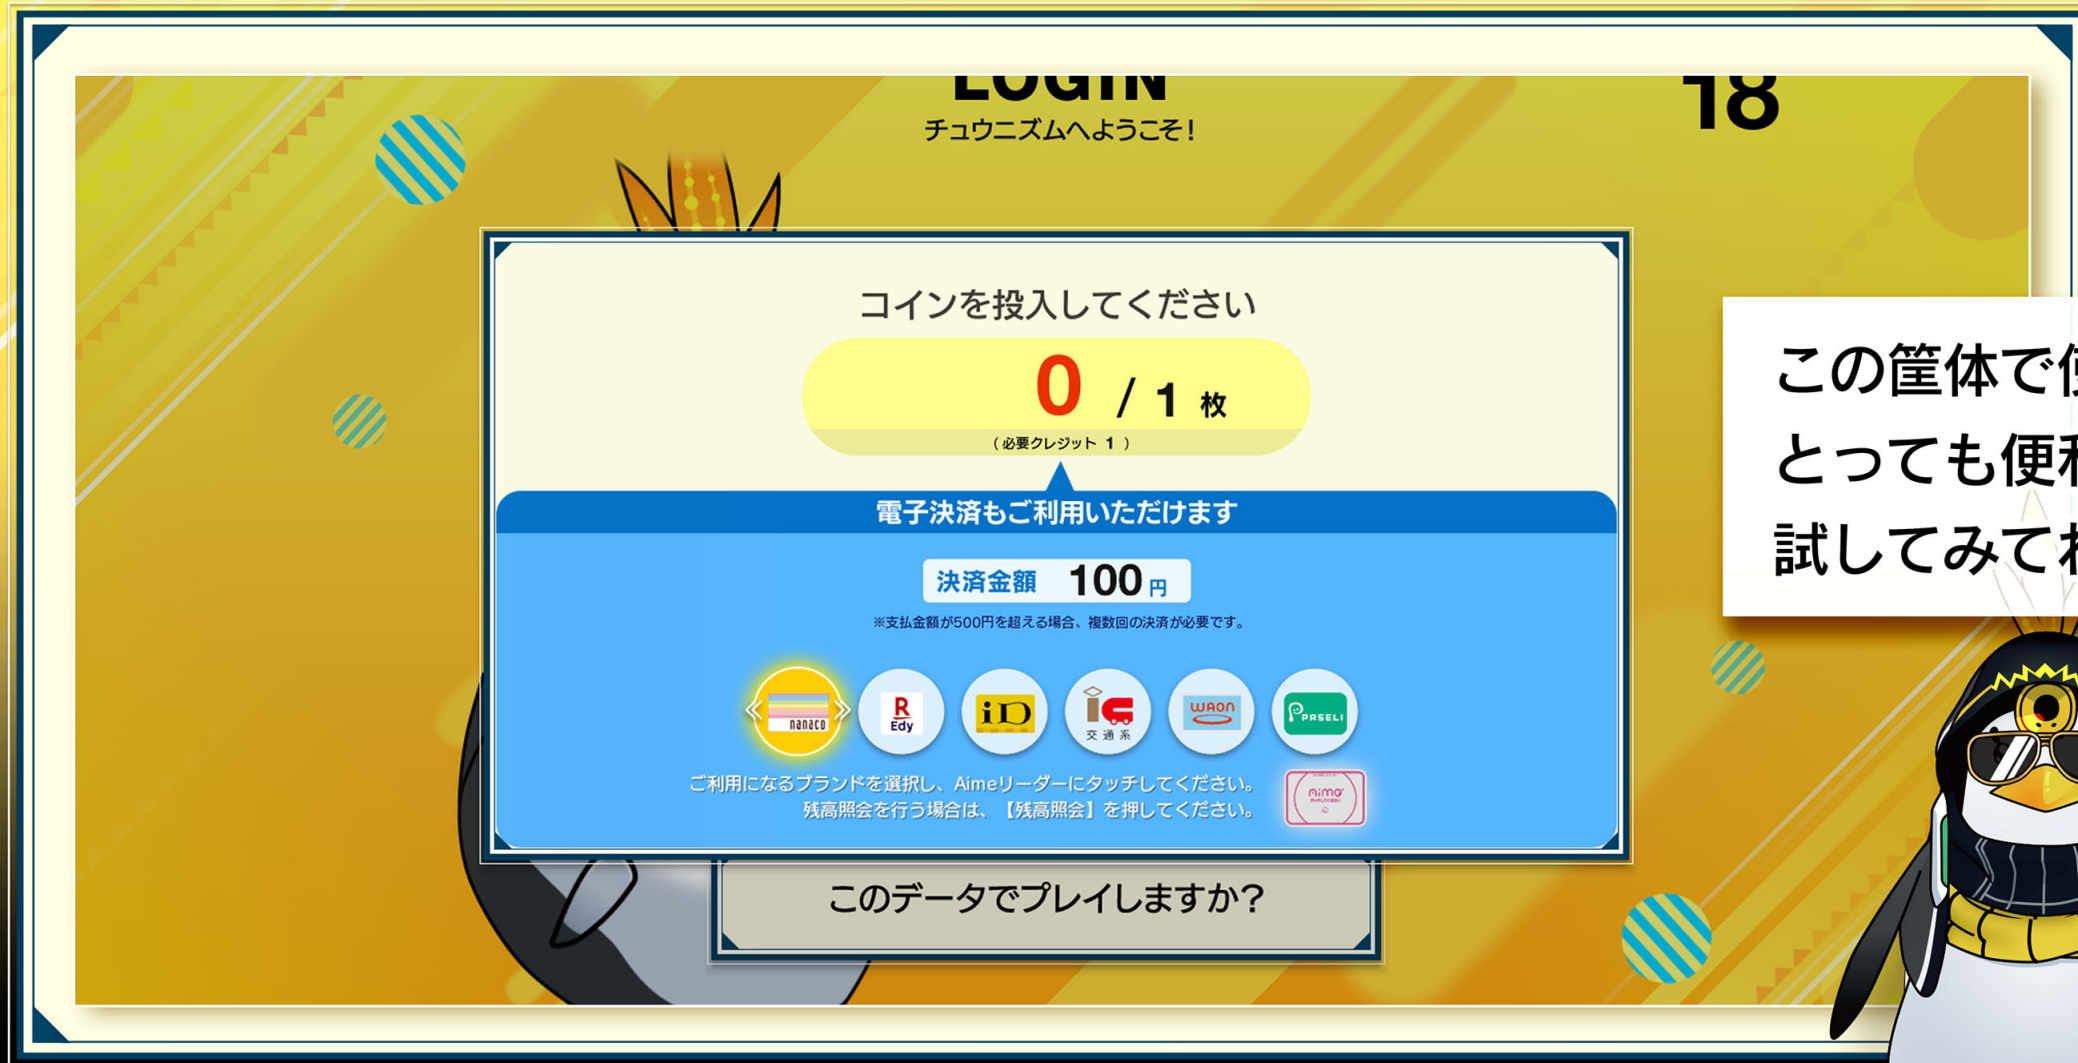 LOGIN
チュウニズムへようこそ!
18
コインを投入してください
0 / 1 枚
(必要クレジット 1 )
電子決済もご利用いただけます
決済金額 100 円
※支払金額が500円を超える場合、複数回の決済が必要です。
nanaco
R Edy
iD
IC 交通系
WAON
PASELI
ご利用になるブランドを選択し、Aimeリーダーにタッチしてください。
残高照会を行う場合は、【残高照会】を押してください。
Aime
このデータでプレイしますか?
この筐体で使
とっても便利
試してみてね